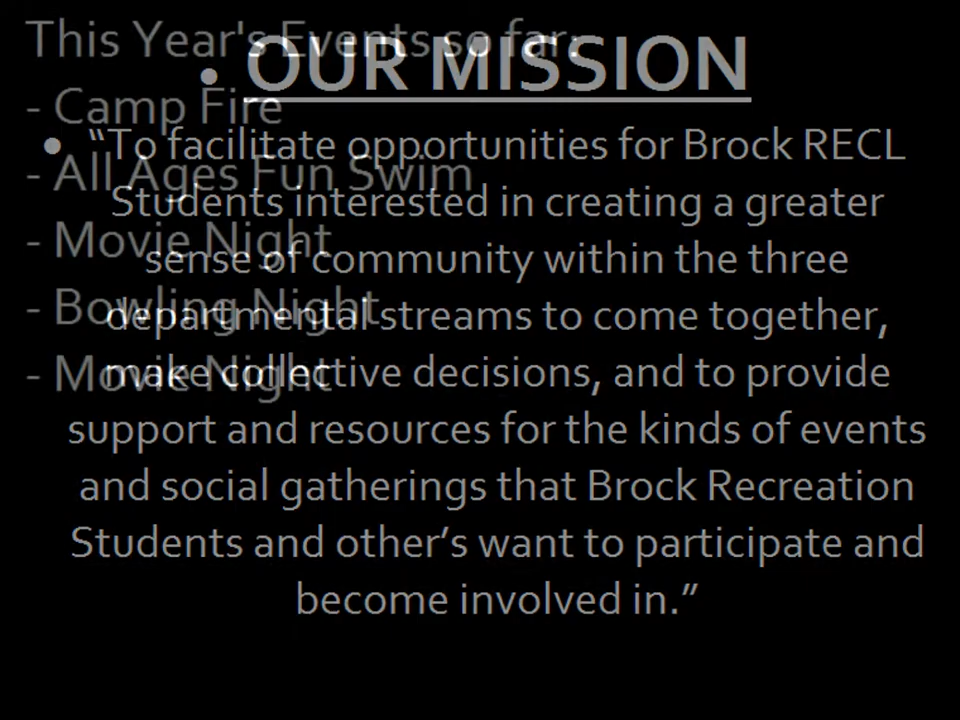 This Year's Events so far:
- Camp Fire
- All Ages Fun Swim
- Movie Night
- Bowling Night
- Movie Night
• OUR MISSION
• “To facilitate opportunities for Brock RECL
Students interested in creating a greater
sense of community within the three
departmental streams to come together,
make collective decisions, and to provide
support and resources for the kinds of events
and social gatherings that Brock Recreation
Students and other’s want to participate and
become involved in.”